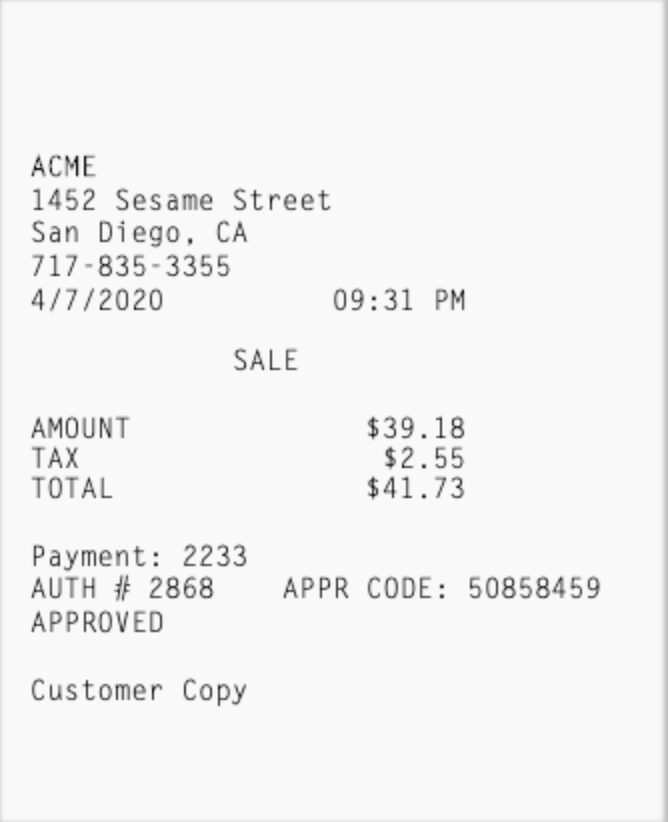 ACME
1452 Sesame Street
San Diego, CA
717-835-3355
4/7/2020 09:31 PM
SALE
AMOUNT $39.18
TAX $2.55
TOTAL $41.73
Payment: 2233
AUTH # 2868 APPR CODE: 50858459
APPROVED
Customer Copy